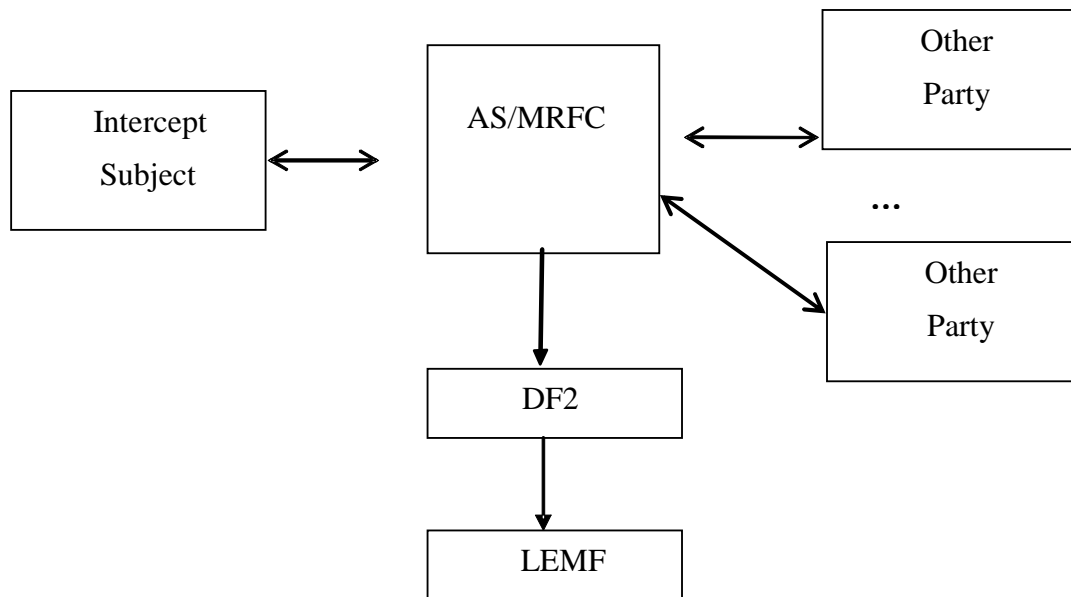 Other
Party
Intercept
Subject
AS/MRFC
...
Other
Party
DF2
LEMF